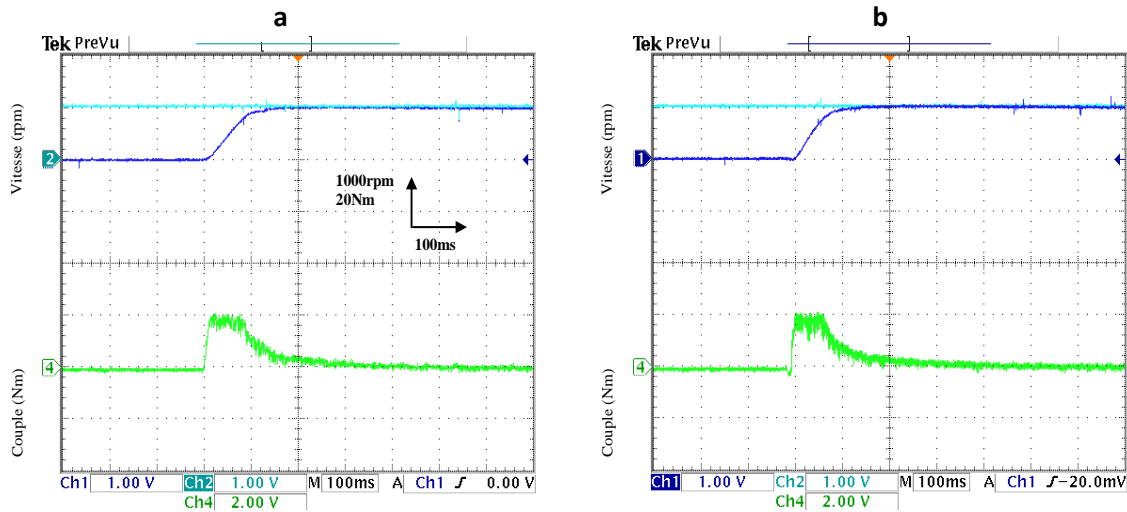 a
Tek PreVu
Vitesse (rpm)
2
1000rpm
20Nm
100ms
4
Couple (Nm)
Ch1 1.00 V Ch2 1.00 V M 100ms A Ch1 0.00 V
Ch4 2.00 V
b
Tek PreVu
Vitesse (rpm)
1
4
Couple (Nm)
Ch1 1.00 V Ch2 1.00 V M 100ms A Ch1 -20.0mV
Ch4 2.00 V